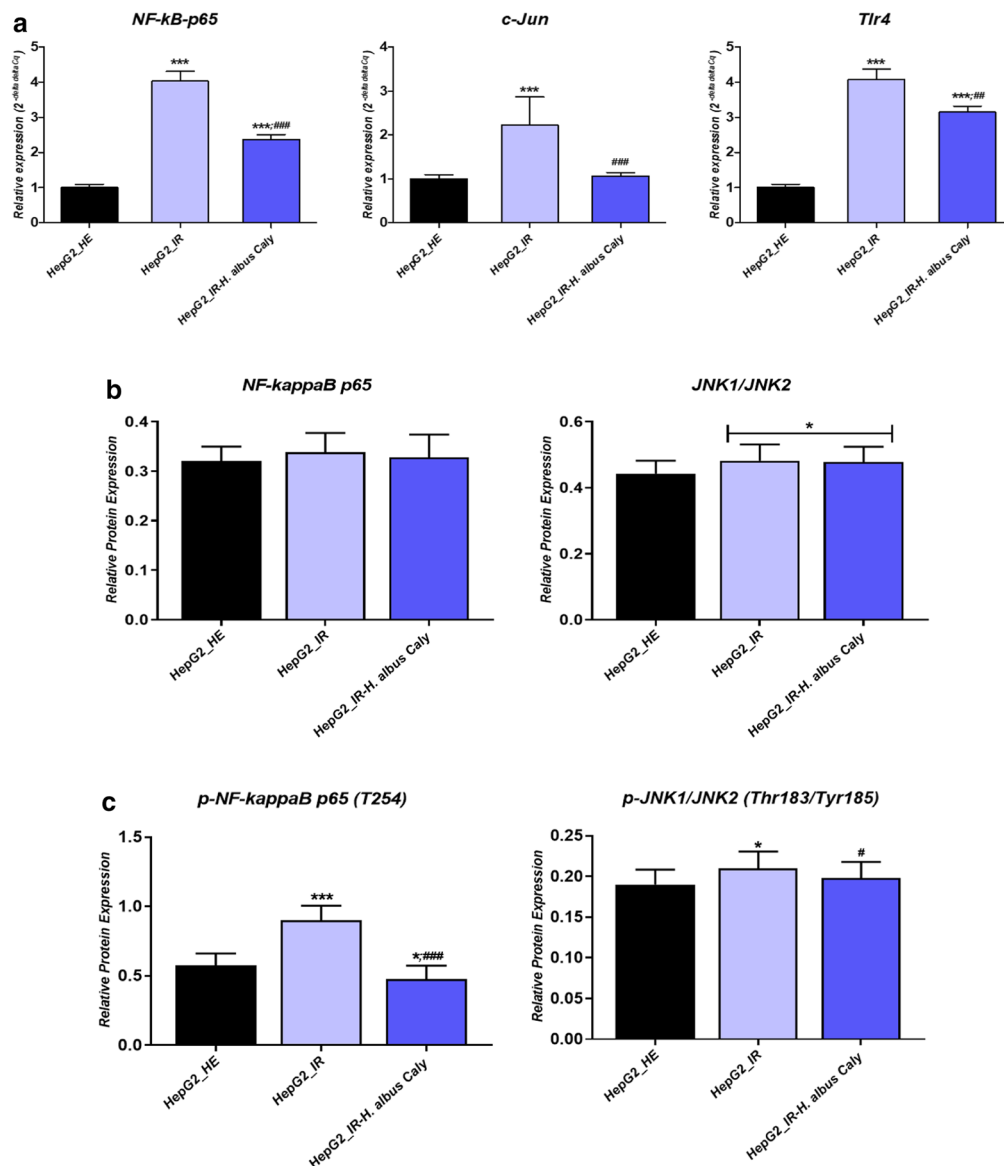 a
NF-kB-p65
c-Jun
Tlr4
Relative expression (2^-delta delta Cq)
5
4
3
2
1
0
***
***;###
HepG2_HE
HepG2_IR
HepG2_IR-H. albus Caly
Relative expression (2^-delta delta Cq)
4
3
2
1
0
***
###
HepG2_HE
HepG2_IR
HepG2_IR-H. albus Caly
Relative expression (2^-delta delta Cq)
5
4
3
2
1
0
***
***;##
HepG2_HE
HepG2_IR
HepG2_IR-H. albus Caly
b
NF-kappaB p65
JNK1/JNK2
Relative Protein Expression
0.4
0.3
0.2
0.1
0.0
HepG2_HE
HepG2_IR
HepG2_IR-H. albus Caly
Relative Protein Expression
0.6
0.4
0.2
0.0
*
HepG2_HE
HepG2_IR
HepG2_IR-H. albus Caly
c
p-NF-kappaB p65 (T254)
p-JNK1/JNK2 (Thr183/Tyr185)
Relative Protein Expression
1.5
1.0
0.5
0.0
***
*;###
HepG2_HE
HepG2_IR
HepG2_IR-H. albus Caly
Relative Protein Expression
0.25
0.20
0.15
0.10
0.05
0.00
*
#
HepG2_HE
HepG2_IR
HepG2_IR-H. albus Caly